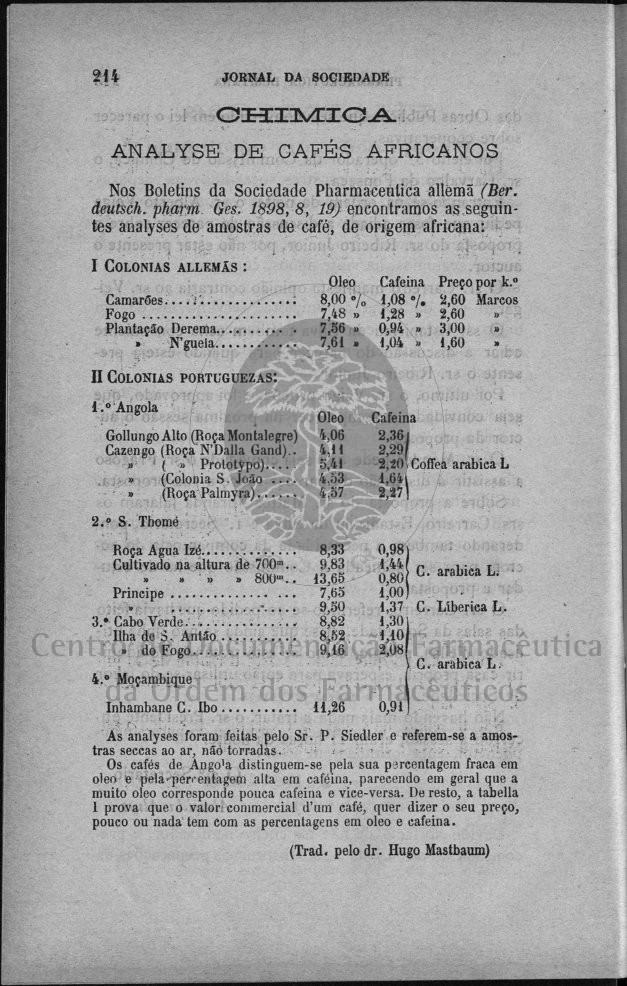 214 JORNAL DA SOCIEDADE
CHIMICA
ANALYSE DE CAFÉS AFRICANOS
Nos Boletins da Sociedade Pharmaceutica allemã (Ber.
deutsch. pharm. Ges. 1898, 8, 19) encontramos as seguin-
tes analyses de amostras de café, de origem africana:
I COLONIAS ALLEMÃS :
Oleo Cafeina Preço por k.º
Camarões................ 8,00 % 1,08 % 2,60 Marcos
Fogo .................... 7,48 » 1,28 » 2,60 »
Plantação Derema.......... 7,56 » 0,94 » 3,00 »
» N'guela............ 7,61 » 1,04 » 1,60 »
II COLONIAS PORTUGUEZAS:
1.º Angola
Oleo Cafeina
Gollungo Alto (Roça Montalegre) 4,06 2,36
Cazengo (Roça N'Dalla Gand).. 4,11 2,29
» ( » Prototypo)..... 5,41 2,20 Coffea arabica L
» (Colonia S. João .... 4.53 1,64
» (Roça Palmyra)...... 4,57 2,27
2.º S. Thomé
Roça Agua Izé.............. 8,33 0,98
Cultivado na altura de 700m.. 9,83 1,44
» » » » 800m.. 13,65 0,80 C. arabica L.
Principe ................ 7,65 1,00
» ................ 9,50 1,37 C. Liberica L.
3.º Cabo Verde.............. 8,82 1,30
Ilha de S. Antão .......... 8,52 1,10
» do Fogo.............. 9,16 2,08
C. arabica L.
4.º Moçambique
Inhambane C. Ibo ........... 11,26 0,91
As analyses foram feitas pelo Sr. P. Siedler e referem-se a amos-
tras seccas ao ar, não torradas.
Os cafés de Angola distinguem-se pela sua percentagem fraca em
oleo e pela percentagem alta em caféina, parecendo em geral que a
muito oleo corresponde pouca cafeina e vice-versa. De resto, a tabella
I prova que o valor commercial d'um café, quer dizer o seu preço,
pouco ou nada tem com as percentagens em oleo e cafeina.
(Trad. pelo dr. Hugo Mastbaum)
Centro de Documentação Farmacêutica
da Ordem dos Farmacêuticos